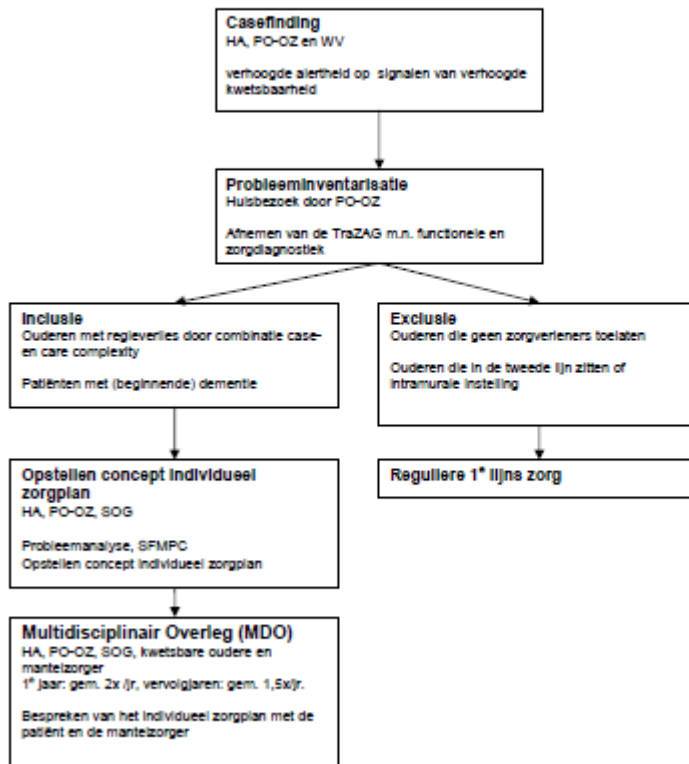 Casefinding
HA, PO-OZ en WV
verhoogde alertheid op signalen van verhoogde
kwetsbaarheid
Probleeminventarisatie
Huisbezoek door PO-OZ
Afnemen van de TraZAG m.n. functionele en
zorgdiagnostiek
Inclusie
Ouderen met regieverlies door combinatie case-
en care complexity
Patiënten met (beginnende) dementie
Exclusie
Ouderen die geen zorgverleners toelaten
Ouderen die in de tweede lijn zitten of
intramurale instelling
Opstellen concept individueel
zorgplan
HA, PO-OZ, SOG
Probleemanalyse, SFMPC
Opstellen concept individueel zorgplan
Reguliere 1e lijns zorg
Multidisciplinair Overleg (MDO)
HA, PO-OZ, SOG, kwetsbare oudere en
mantelzorger
1e jaar: gem. 2x /jr, vervolgjaren: gem. 1,5x/jr.
Bespreken van het individueel zorgplan met de
patiënt en de mantelzorger